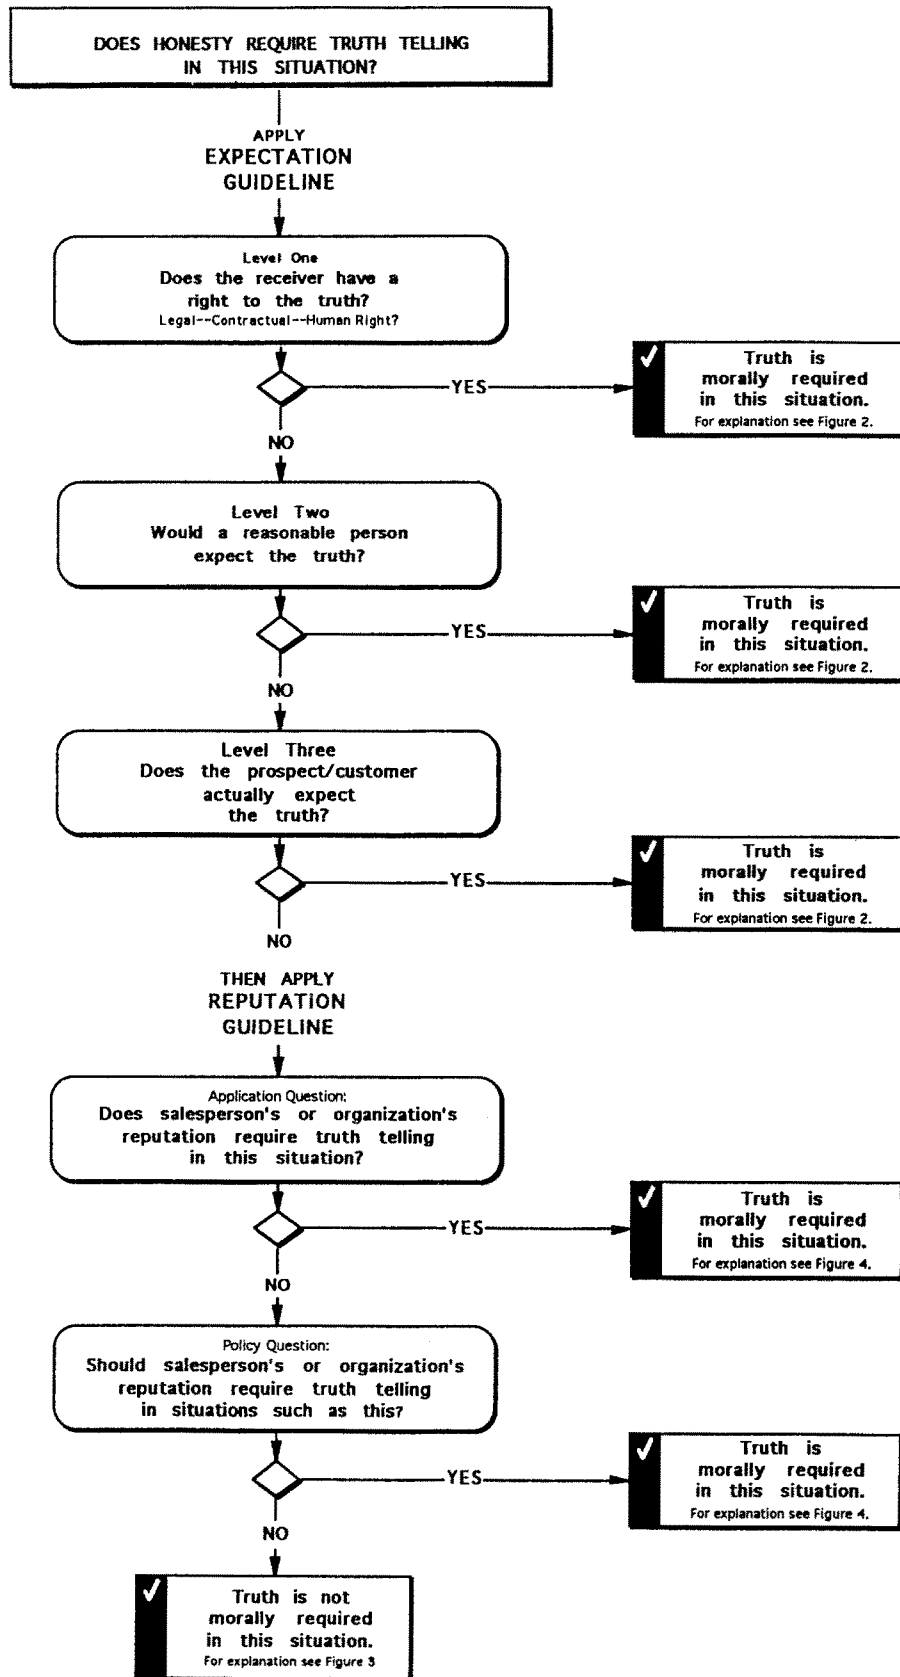 DOES HONESTY REQUIRE TRUTH TELLING
IN THIS SITUATION?
APPLY
EXPECTATION
GUIDELINE
Level One
Does the receiver have a
right to the truth?
Legal--Contractual--Human Right?
YES
Truth is
morally required
in this situation.
For explanation see Figure 2.
NO
Level Two
Would a reasonable person
expect the truth?
YES
Truth is
morally required
in this situation.
For explanation see Figure 2.
NO
Level Three
Does the prospect/customer
actually expect
the truth?
YES
Truth is
morally required
in this situation.
For explanation see Figure 2.
NO
THEN APPLY
REPUTATION
GUIDELINE
Application Question:
Does salesperson's or organization's
reputation require truth telling
in this situation?
YES
Truth is
morally required
in this situation.
For explanation see Figure 4.
NO
Policy Question:
Should salesperson's or organization's
reputation require truth telling
in situations such as this?
YES
Truth is
morally required
in this situation.
For explanation see Figure 4.
NO
Truth is not
morally required
in this situation.
For explanation see Figure 3